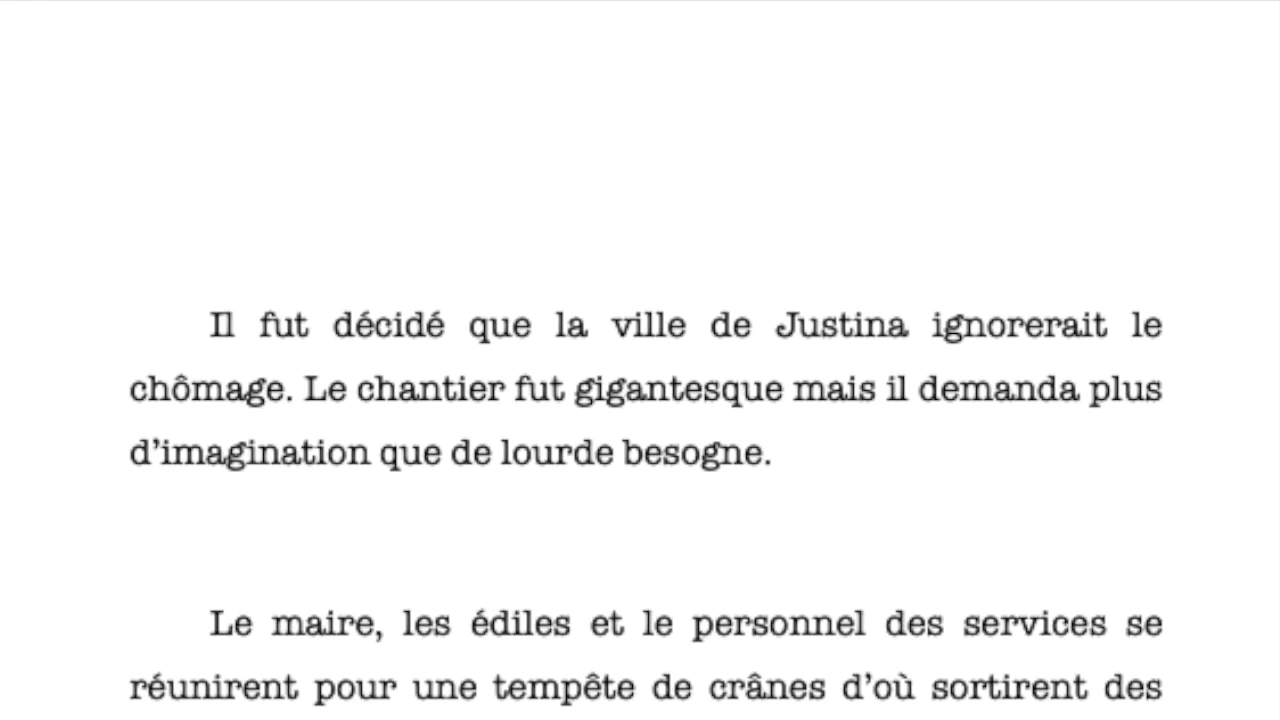 Il fut décidé que la ville de Justina ignorerait le
chômage. Le chantier fut gigantesque mais il demanda plus
d’imagination que de lourde besogne.
Le maire, les édiles et le personnel des services se
réunirent pour une tempête de crânes d’où sortirent des